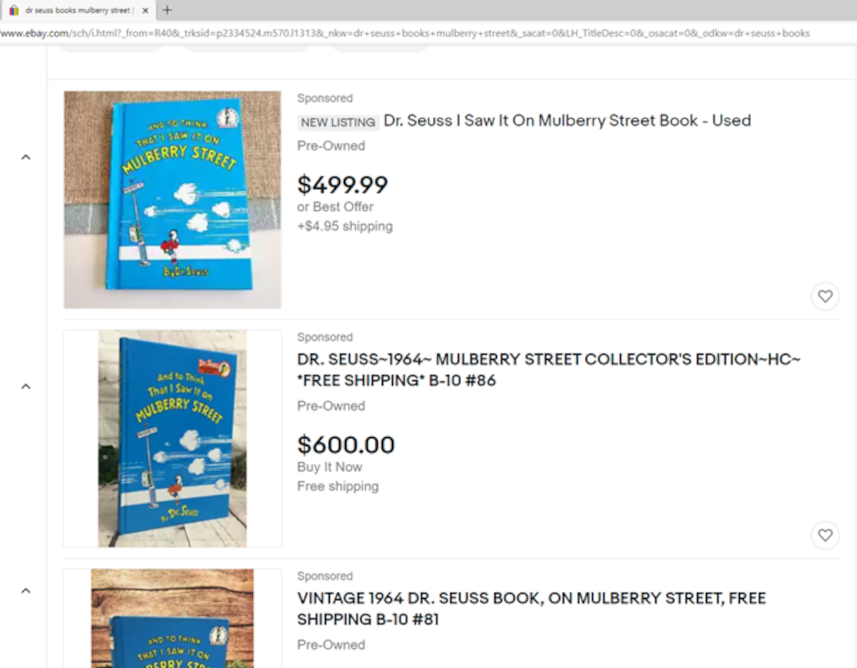 dr seuss books mulberry street |
www.ebay.com/sch/i.html?_from=R40&_trksid=p2334524.m570.l1313&_nkw=dr+seuss+books+mulberry+street&_sacat=0&LH_TitleDesc=0&_osacat=0&_odkw=dr+seuss+books
Sponsored
NEW LISTING Dr. Seuss I Saw It On Mulberry Street Book - Used
Pre-Owned
$499.99
or Best Offer
+$4.95 shipping
AND TO THINK
THAT I SAW IT ON
MULBERRY STREET
By Dr. Seuss
Sponsored
DR. SEUSS~1964~ MULBERRY STREET COLLECTOR'S EDITION~HC~
*FREE SHIPPING* B-10 #86
Pre-Owned
$600.00
Buy It Now
Free shipping
And to Think
That I Saw It on
MULBERRY STREET
By Dr. Seuss
Sponsored
VINTAGE 1964 DR. SEUSS BOOK, ON MULBERRY STREET, FREE
SHIPPING B-10 #81
Pre-Owned
AND TO THINK
THAT I SAW IT ON